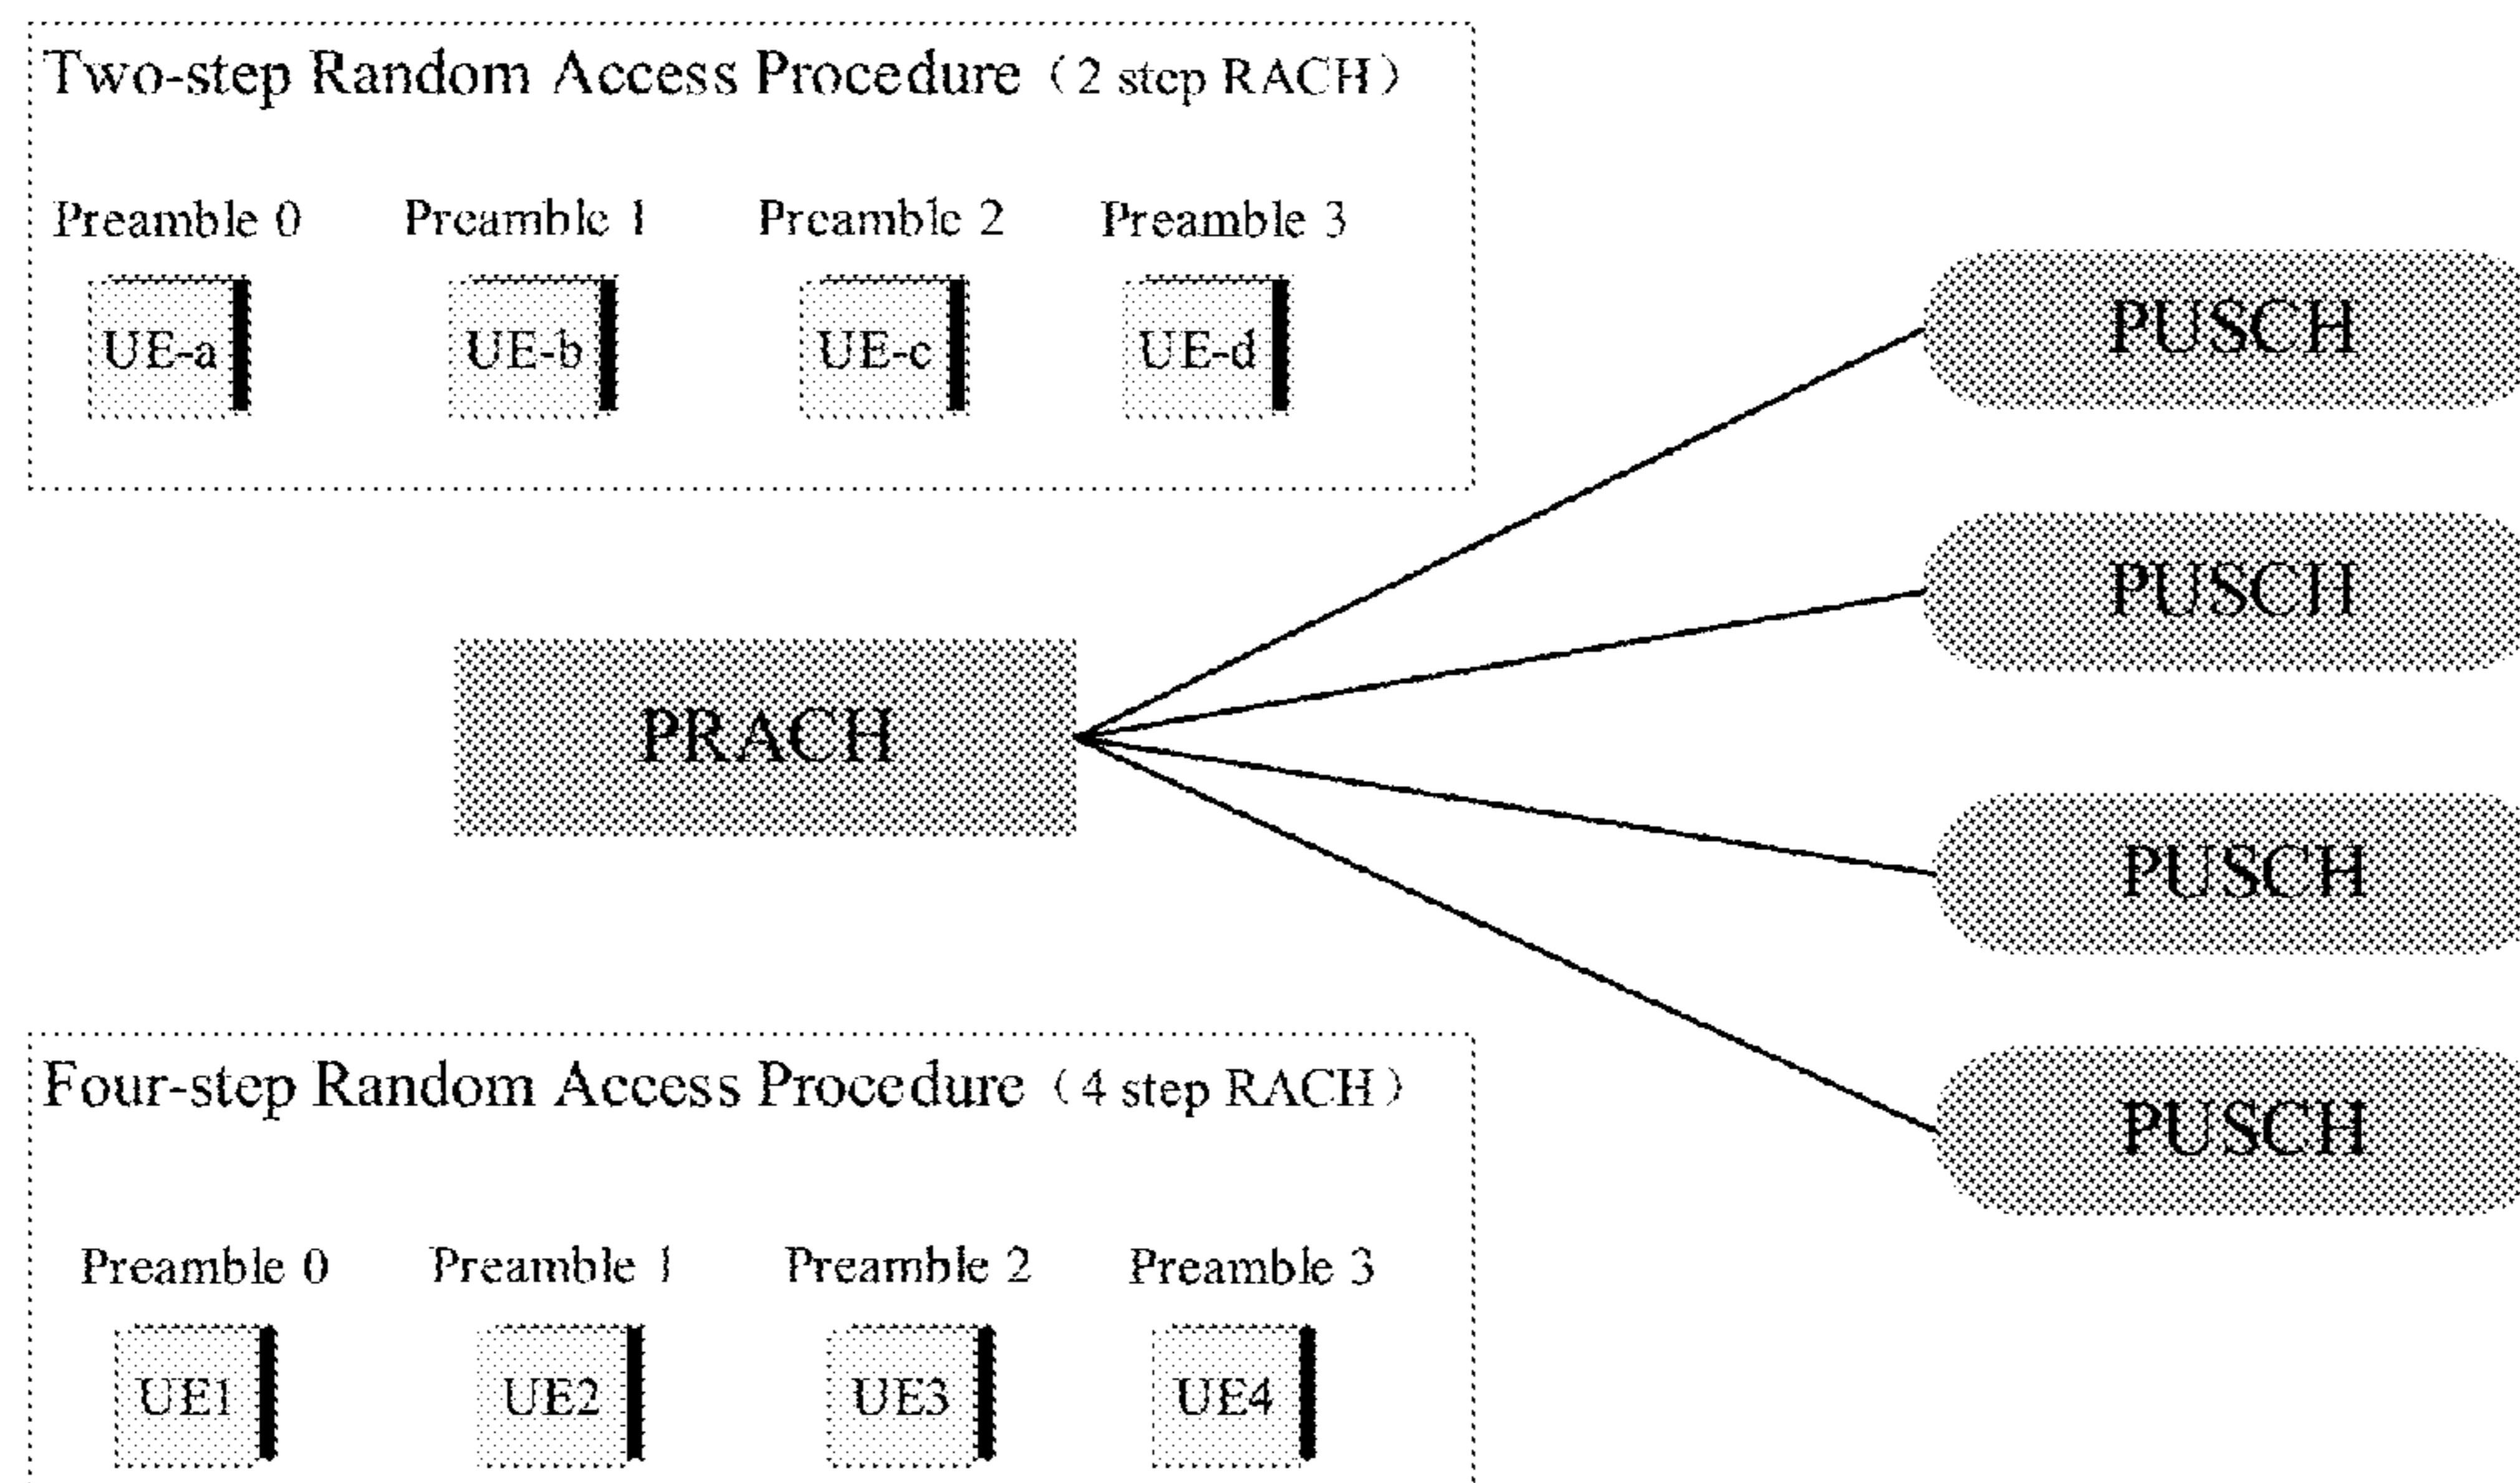 Two-step Random Access Procedure（2 step RACH）
Preamble 0 Preamble 1 Preamble 2 Preamble 3
UE-a UE-b UE-c UE-d
PUSCH
PUSCH
PRACH
PUSCH
PUSCH
Four-step Random Access Procedure（4 step RACH）
Preamble 0 Preamble 1 Preamble 2 Preamble 3
UE1 UE2 UE3 UE4